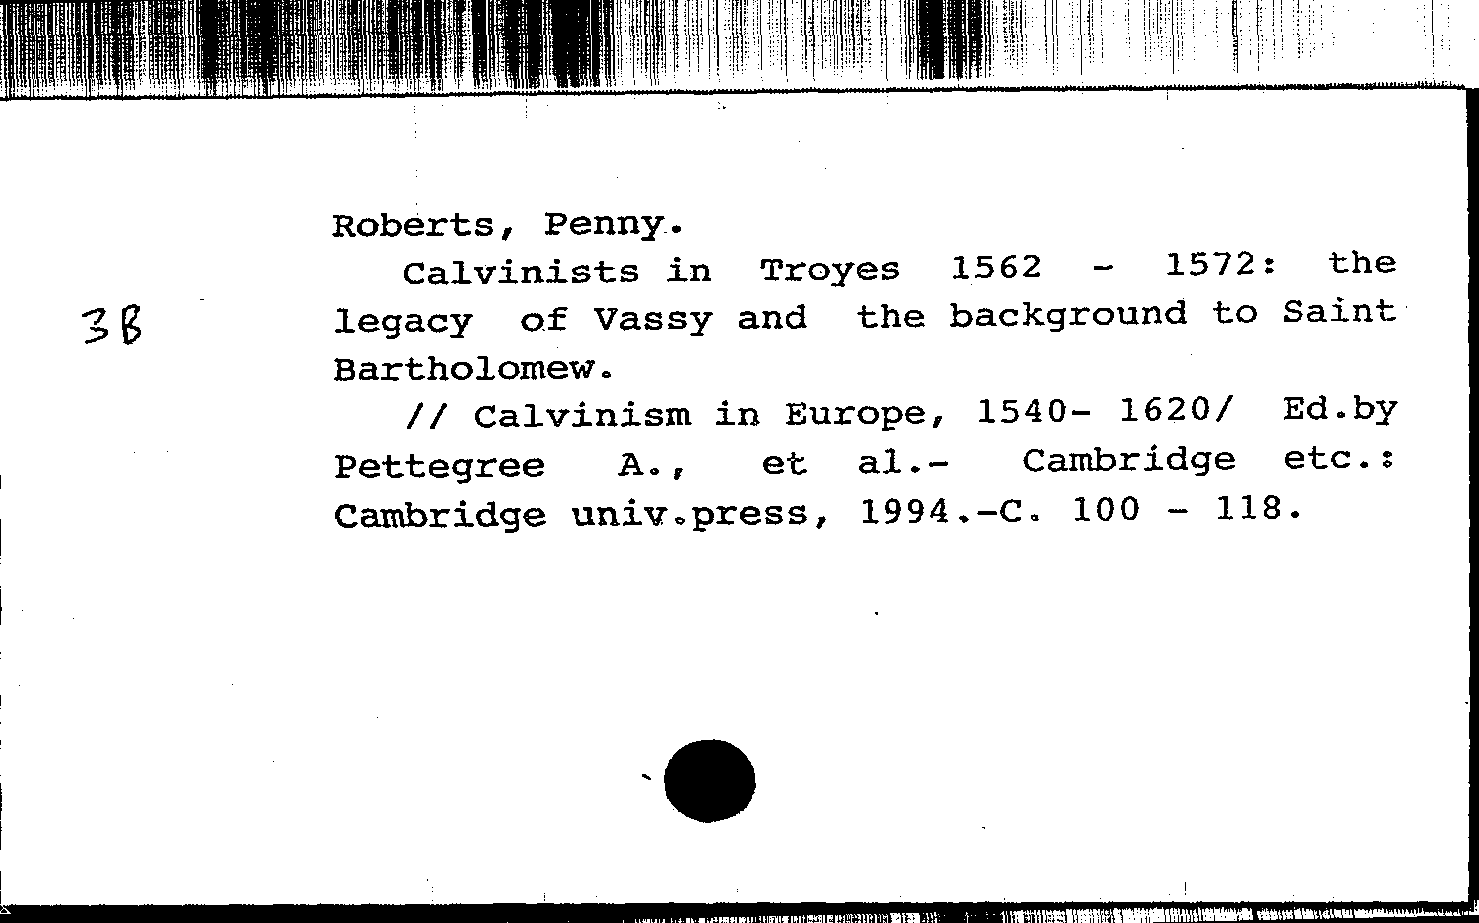 Roberts, Penny.
Calvinists in Troyes 1562 - 1572: the
3B
legacy of Vassy and the background to Saint
Bartholomew.
// Calvinism in Europe, 1540- 1620/ Ed.by
Pettegree A., et al.- Cambridge etc.:
Cambridge univ.press, 1994.-C. 100 - 118.